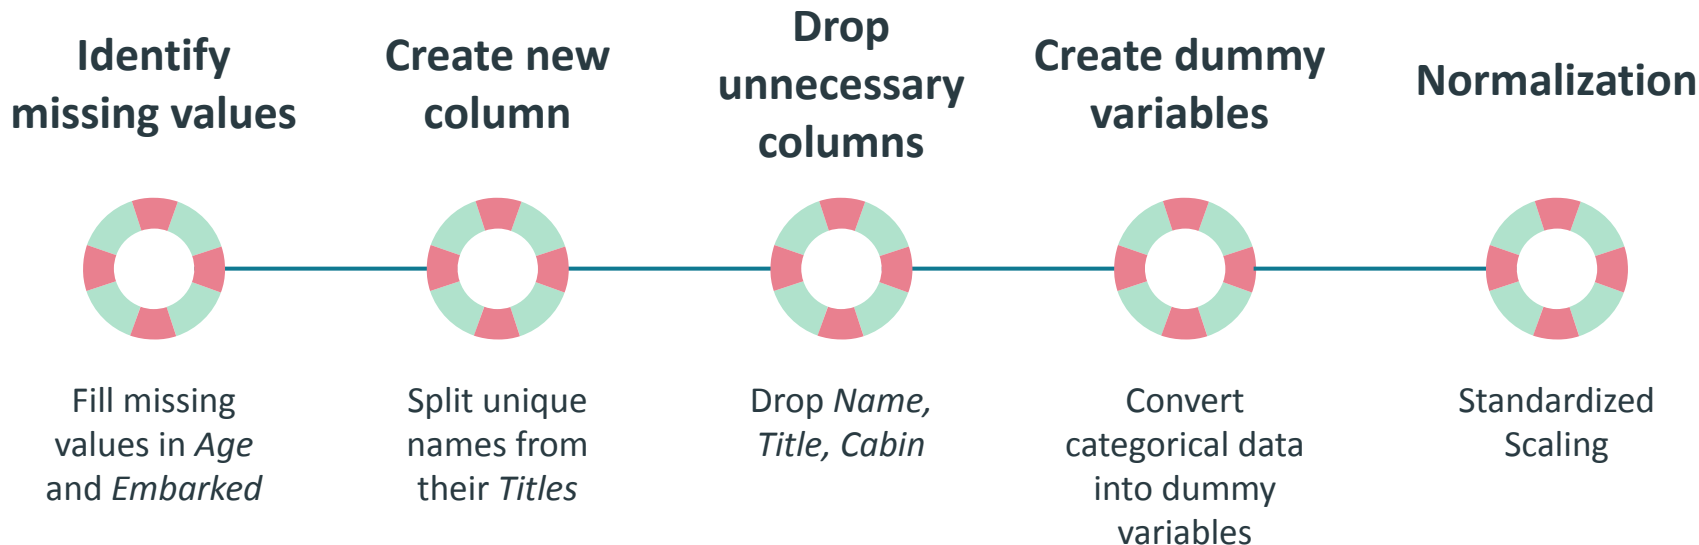 Identify
missing values
Create new
column
Drop
unnecessary
columns
Create dummy
variables
Normalization
Fill missing
values in Age
and Embarked
Split unique
names from
their Titles
Drop Name,
Title, Cabin
Convert
categorical data
into dummy
variables
Standardized
Scaling